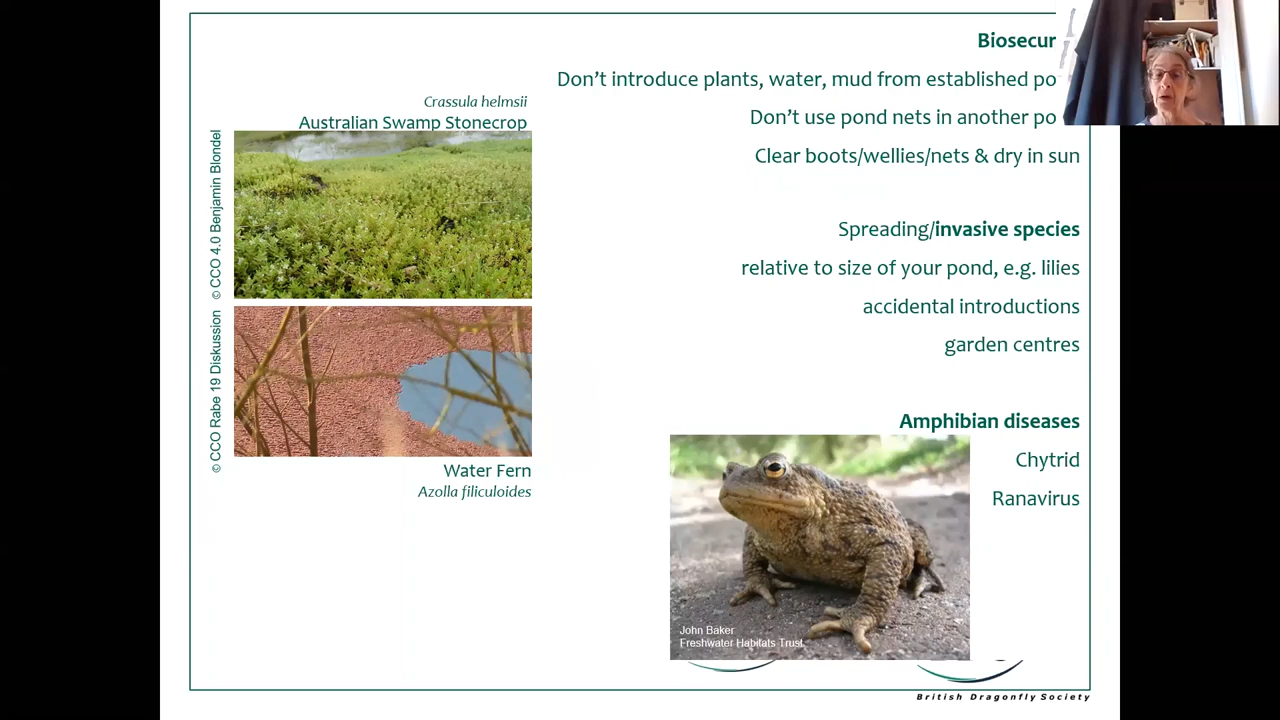 Biosecur
Don't introduce plants, water, mud from established po
Don't use pond nets in another po
Clear boots/wellies/nets & dry in sun
Spreading/invasive species
relative to size of your pond, e.g. lilies
accidental introductions
garden centres
Amphibian diseases
Chytrid
Ranavirus
Crassula helmsii
Australian Swamp Stonecrop
© CCO 4.0 Benjamin Blondel
© CCO Rabe 19 Diskussion
Water Fern
Azolla filiculoides
John Baker
Freshwater Habitats Trust
British Dragonfly Society